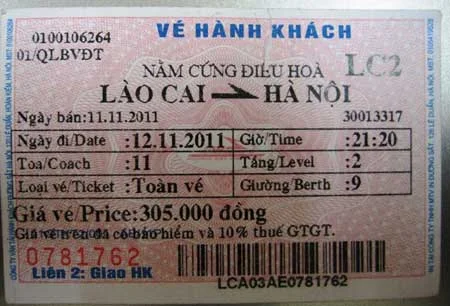 VÉ HÀNH KHÁCH
0100106264
01/QLBVĐT
NẰM CỨNG ĐIỀU HOÀ LC2
LÀO CAI HÀ NỘI
Ngày bán:11.11.2011 30013317
Ngày đi/Date :12.11.2011 Giờ/Time :21:20
Toa/Coach :11 Tầng/Level :2
Loại vé/Ticket :Toàn vé Giường/Berth :9
Giá vé/Price:305.000 đồng
Giá vé trên đã có bảo hiểm và 10% thuế GTGT.
0781762
Liên 2: Giao HK
LCA03AE0781762